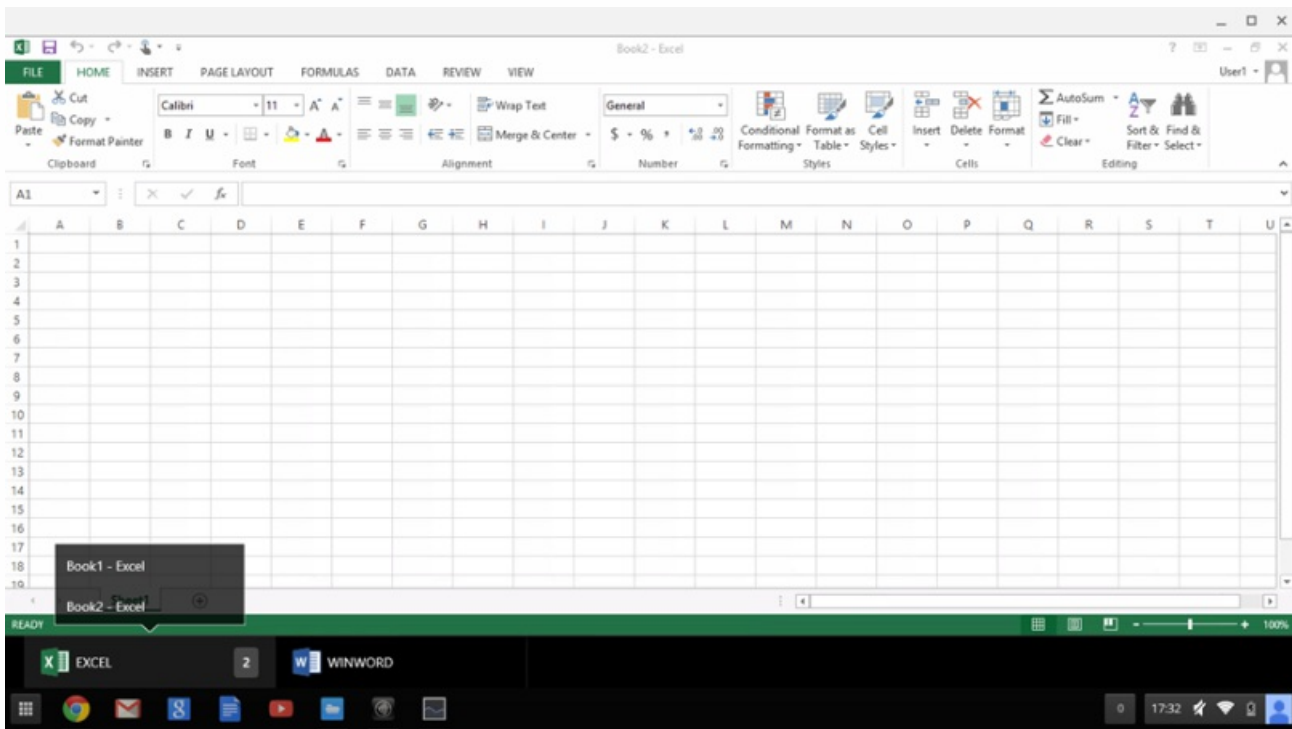 Book2 - Excel
FILE HOME INSERT PAGE LAYOUT FORMULAS DATA REVIEW VIEW User1
Cut
Copy
Format Painter
Paste
Calibri 11
B I U
Wrap Text
Merge & Center
General
$ % ,
Conditional Formatting
Format as Table
Cell Styles
Insert Delete Format
AutoSum
Fill
Clear
Sort & Filter
Find & Select
Clipboard Font Alignment Number Styles Cells Editing
A1 fx
A B C D E F G H I J K L M N O P Q R S T U
1
2
3
4
5
6
7
8
9
10
11
12
13
14
15
16
17
18
19
Book1 - Excel
Book2 - Excel
Sheet1
READY 100%
X EXCEL 2 W WINWORD
8 0 17:32